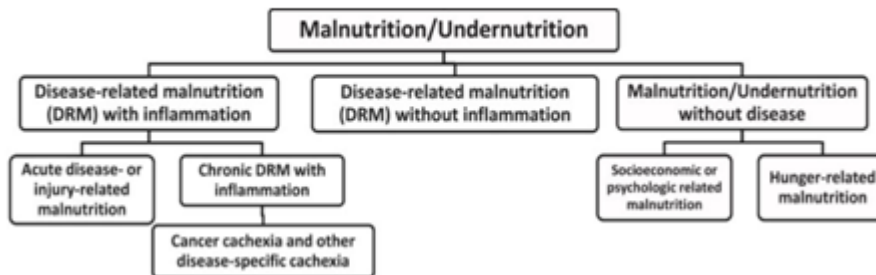 Malnutrition/Undernutrition
Disease-related malnutrition
(DRM) with inflammation
Disease-related malnutrition
(DRM) without inflammation
Malnutrition/Undernutrition
without disease
Acute disease- or
injury-related
malnutrition
Chronic DRM with
inflammation
Socioeconomic or
psychologic related
malnutrition
Hunger-related
malnutrition
Cancer cachexia and other
disease-specific cachexia